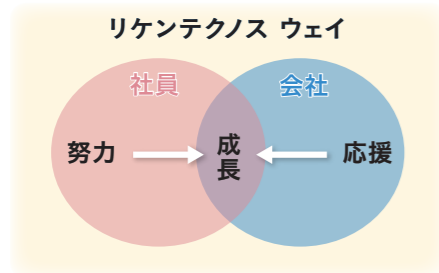 リケンテクノス ウェイ
社員
会社
努力
成長
応援